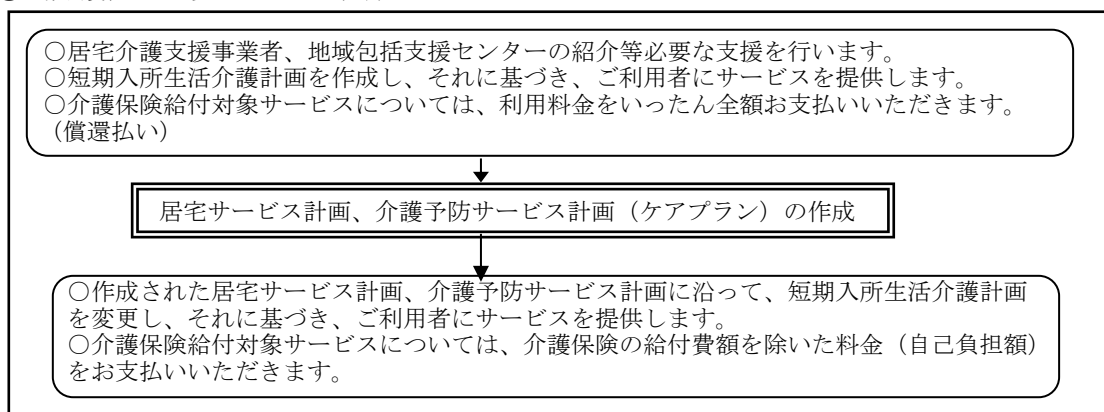 ○居宅介護支援事業者、地域包括支援センターの紹介等必要な支援を行います。
○短期入所生活介護計画を作成し、それに基づき、ご利用者にサービスを提供します。
○介護保険給付対象サービスについては、利用料金をいったん全額お支払いいただきます。
（償還払い）
居宅サービス計画、介護予防サービス計画（ケアプラン）の作成
○作成された居宅サービス計画、介護予防サービス計画に沿って、短期入所生活介護計画
を変更し、それに基づき、ご利用者にサービスを提供します。
○介護保険給付対象サービスについては、介護保険の給付費額を除いた料金（自己負担額）
をお支払いいただきます。